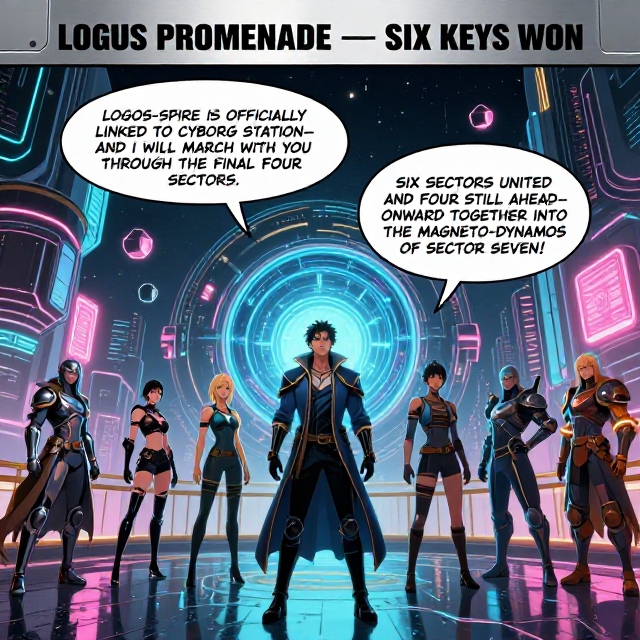 LOGUS PROMENADE — SIX KEYS WON
LOGOS-SPIRE IS OFFICIALLY
LINKED TO CYBORG STATION—
AND I WILL MARCH WITH YOU
THROUGH THE FINAL FOUR
SECTORS.
SIX SECTORS UNITED
AND FOUR STILL AHEAD—
ONWARD TOGETHER INTO
THE MAGNETO-DYNAMOS
OF SECTOR SEVEN!